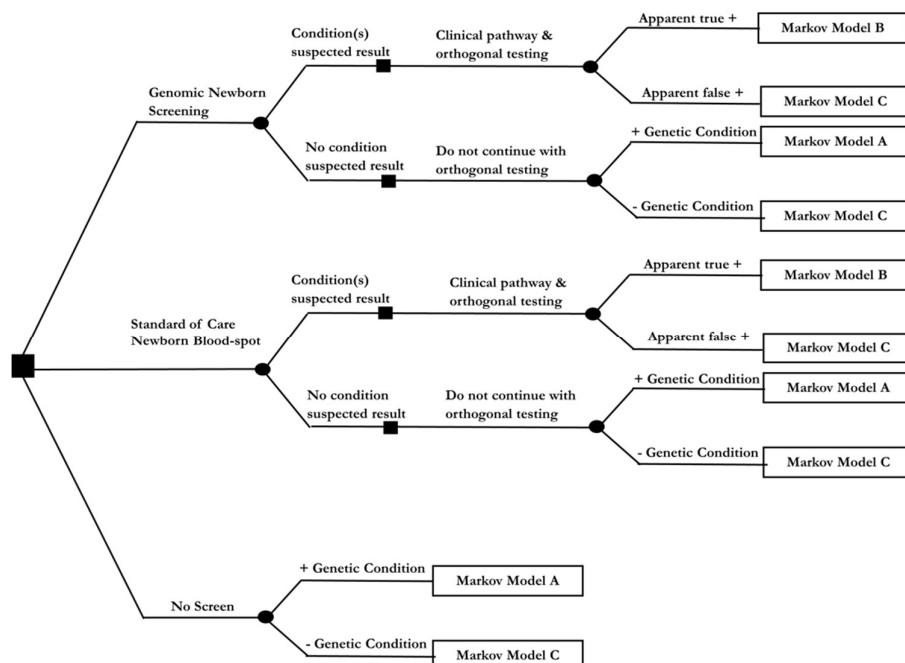 Apparent true +
Markov Model B
Condition(s)
suspected result
Clinical pathway &
orthogonal testing
Apparent false +
Markov Model C
Genomic Newborn
Screening
+ Genetic Condition
Markov Model A
No condition
suspected result
Do not continue with
orthogonal testing
- Genetic Condition
Markov Model C
Apparent true +
Markov Model B
Condition(s)
suspected result
Clinical pathway &
orthogonal testing
Apparent false +
Markov Model C
Standard of Care
Newborn Blood-spot
+ Genetic Condition
Markov Model A
No condition
suspected result
Do not continue with
orthogonal testing
- Genetic Condition
Markov Model C
+ Genetic Condition
Markov Model A
No Screen
- Genetic Condition
Markov Model C